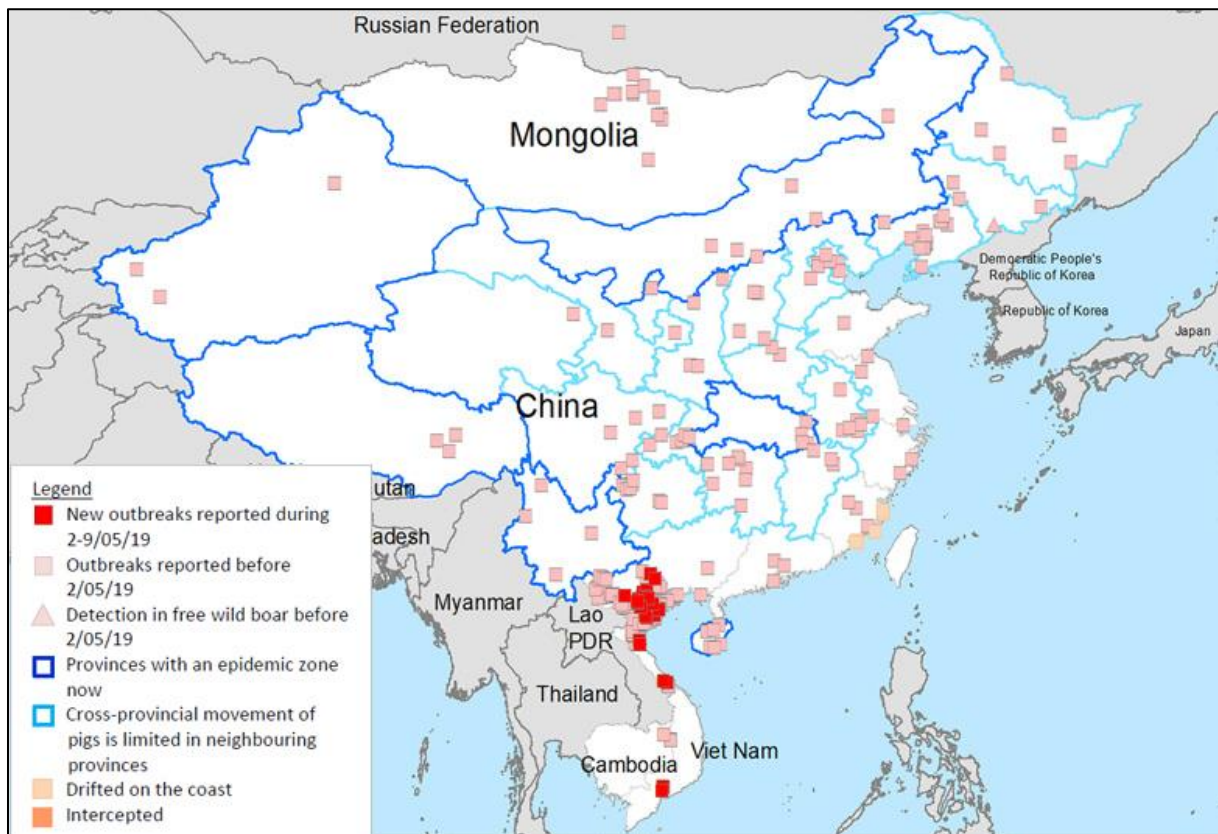 Russian Federation
Mongolia
Democratic People's
Republic of Korea
Republic of Korea
Japan
China
utan
adesh
Myanmar
Lao
PDR
Thailand
Viet Nam
Cambodia
Legend
New outbreaks reported during
2-9/05/19
Outbreaks reported before
2/05/19
Detection in free wild boar before
2/05/19
Provinces with an epidemic zone
now
Cross-provincial movement of
pigs is limited in neighbouring
provinces
Drifted on the coast
Intercepted